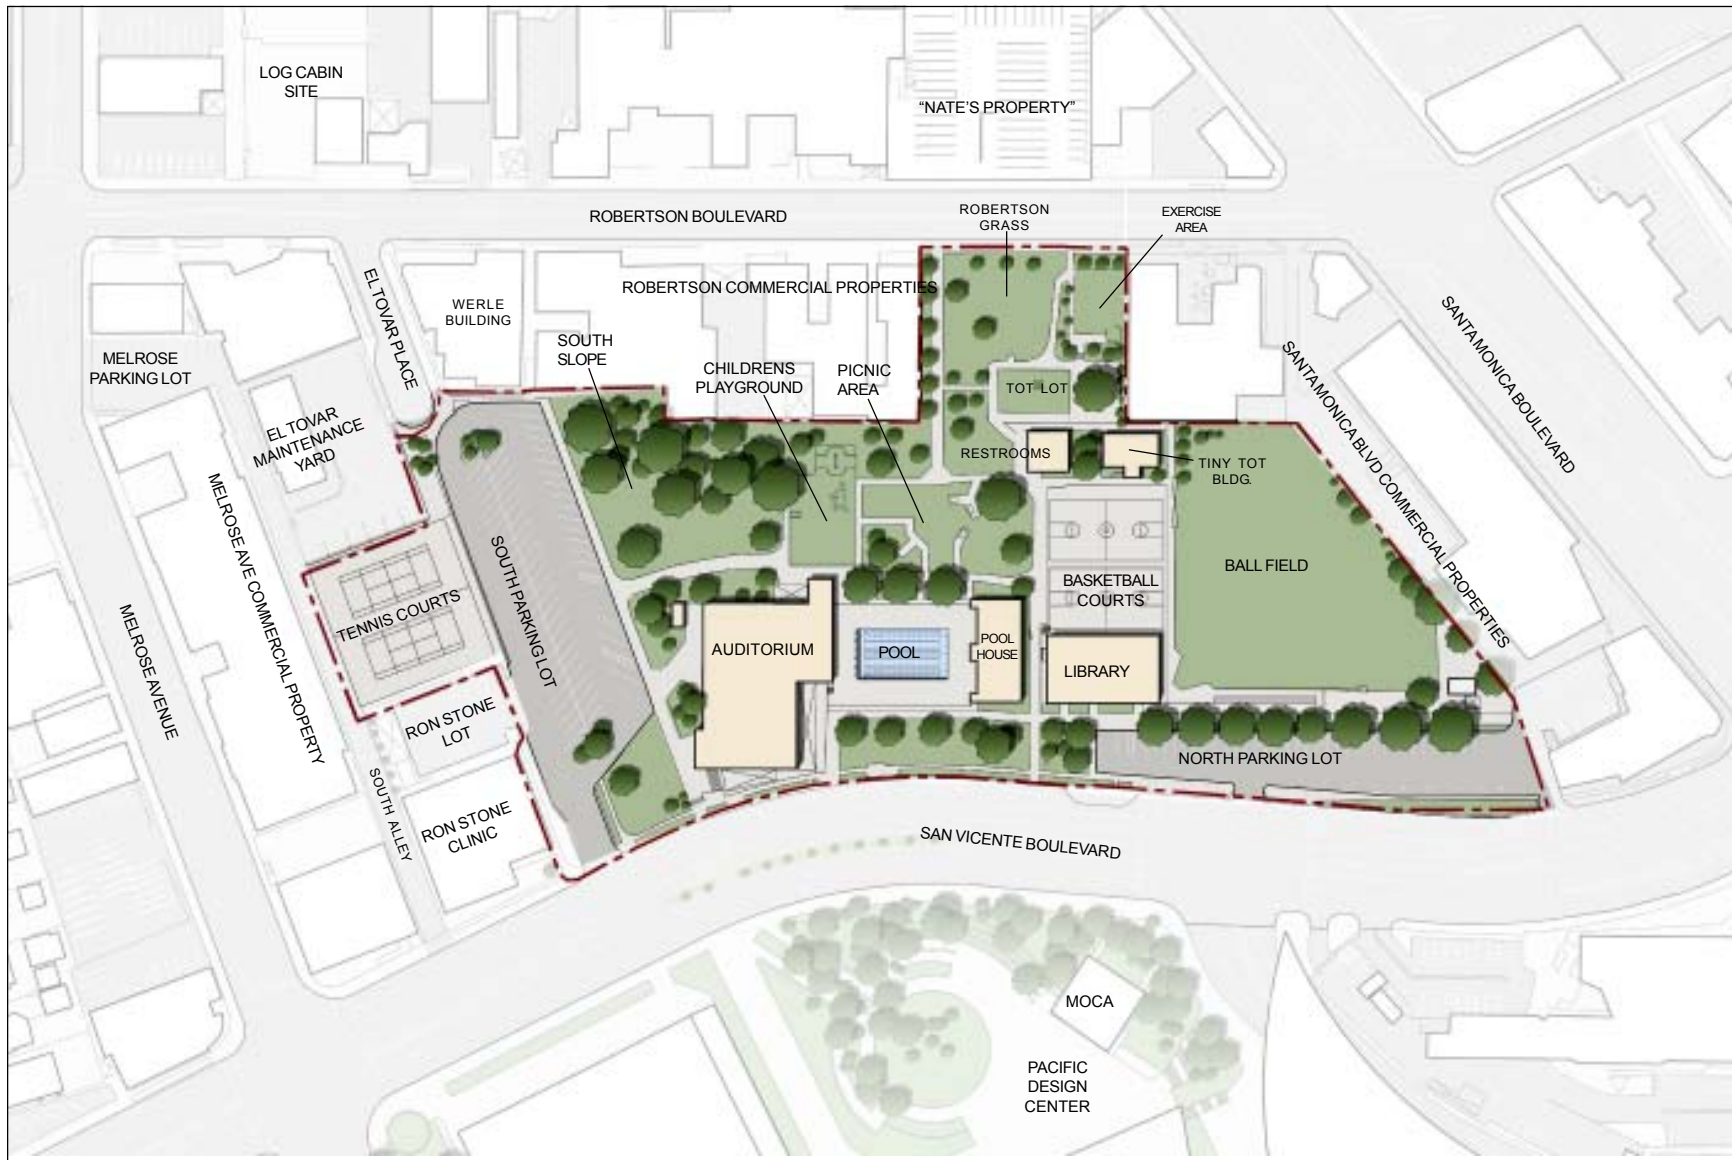 LOG CABIN
SITE
“NATE’S PROPERTY”
ROBERTSON BOULEVARD
ROBERTSON
GRASS
EXERCISE
AREA
EL TOVAR PLACE
WERLE
BUILDING
ROBERTSON COMMERCIAL PROPERTIES
SOUTH
SLOPE
CHILDRENS
PLAYGROUND
PICNIC
AREA
TOT LOT
MELROSE
PARKING LOT
EL TOVAR
MAINTENANCE
YARD
RESTROOMS
TINY TOT
BLDG.
SANTA MONICA BOULEVARD
SANTA MONICA BLVD COMMERCIAL PROPERTIES
MELROSE AVE COMMERCIAL PROPERTY
MELROSE AVENUE
TENNIS COURTS
SOUTH PARKING LOT
BASKETBALL
COURTS
BALL FIELD
AUDITORIUM
POOL
POOL
HOUSE
LIBRARY
RON STONE
LOT
NORTH PARKING LOT
SOUTH ALLEY
RON STONE
CLINIC
SAN VICENTE BOULEVARD
MOCA
PACIFIC
DESIGN
CENTER